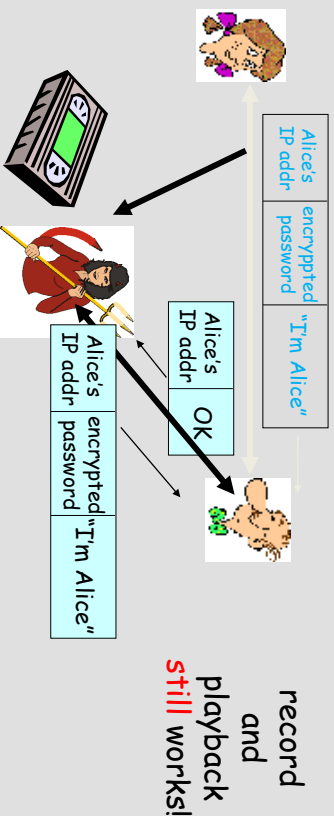 Alice's
IP addr
encryppted
password
"I'm Alice"
Alice's
IP addr
OK
Alice's
IP addr
encrypted
password
"I'm Alice"
record
and
playback
still works!